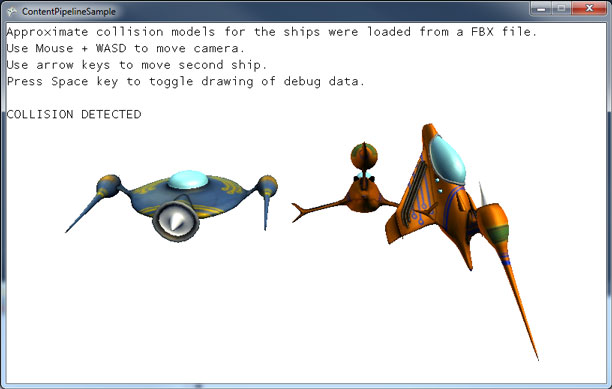 ContentPipelineSample
Approximate collision models for the ships were loaded from a FBX file.
Use Mouse + WASD to move camera.
Use arrow keys to move second ship.
Press Space key to toggle drawing of debug data.
COLLISION DETECTED